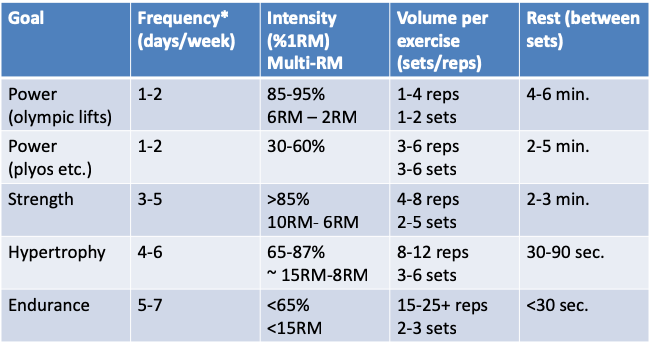 Goal Frequency* Intensity Volume per Rest (between
(days/week) (%1RM) exercise sets)
Multi-RM (sets/reps)
Power 1-2 85-95% 1-4 reps 4-6 min.
(olympic lifts) 6RM – 2RM 1-2 sets
Power 1-2 30-60% 3-6 reps 2-5 min.
(plyos etc.) 3-6 sets
Strength 3-5 >85% 4-8 reps 2-3 min.
10RM- 6RM 2-5 sets
Hypertrophy 4-6 65-87% 8-12 reps 30-90 sec.
~ 15RM-8RM 3-6 sets
Endurance 5-7 <65% 15-25+ reps <30 sec.
<15RM 2-3 sets